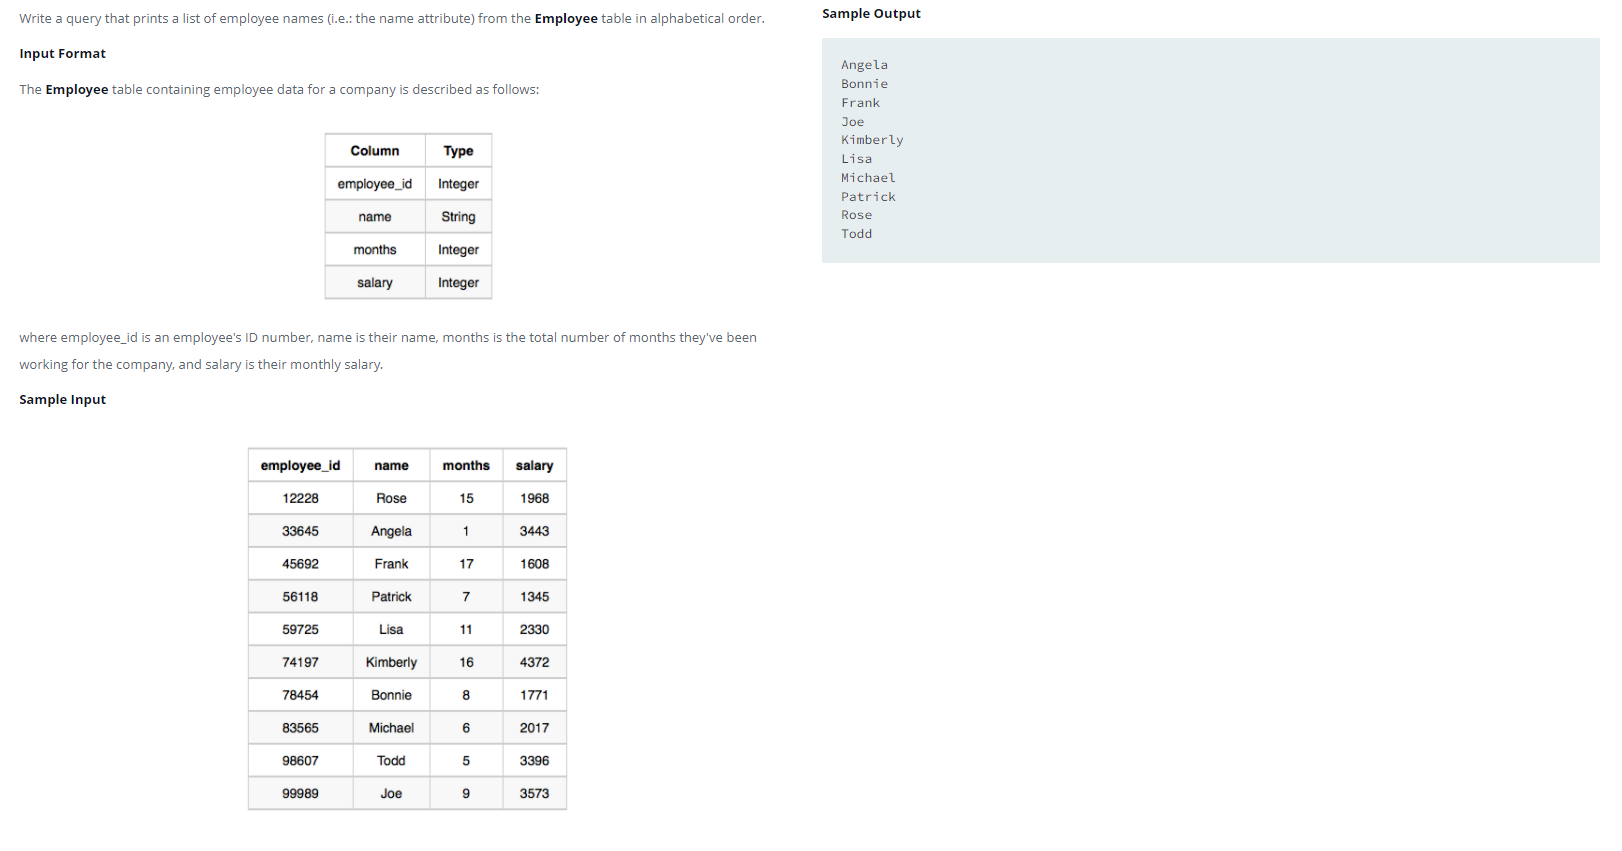 Write a query that prints a list of employee names (i.e.: the name attribute) from the Employee table in alphabetical order.
Input Format
The Employee table containing employee data for a company is described as follows:
Column Type
employee_id Integer
name String
months Integer
salary Integer
where employee_id is an employee's ID number, name is their name, months is the total number of months they've been
working for the company, and salary is their monthly salary.
Sample Input
employee_id name months salary
12228 Rose 15 1968
33645 Angela 1 3443
45692 Frank 17 1608
56118 Patrick 7 1345
59725 Lisa 11 2330
74197 Kimberly 16 4372
78454 Bonnie 8 1771
83565 Michael 6 2017
98607 Todd 5 3396
99989 Joe 9 3573
Sample Output
Angela
Bonnie
Frank
Joe
Kimberly
Lisa
Michael
Patrick
Rose
Todd